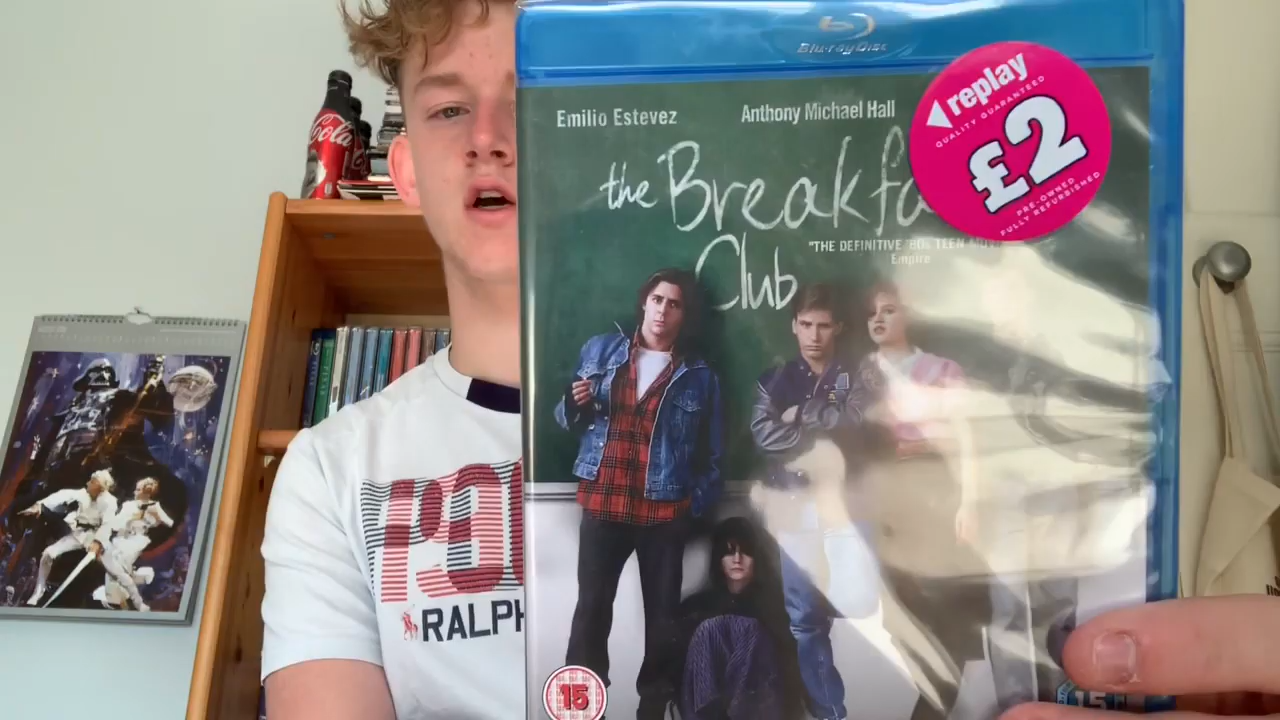 Blu-ray Disc
Emilio Estevez
Anthony Michael Hall
replay
QUALITY GUARANTEED
£2
PRE-OWNED
FULLY REFURBISHED
the Breakfa
Club
"THE DEFINITIVE '80s TEEN
Empire
Cola
RALPH
15